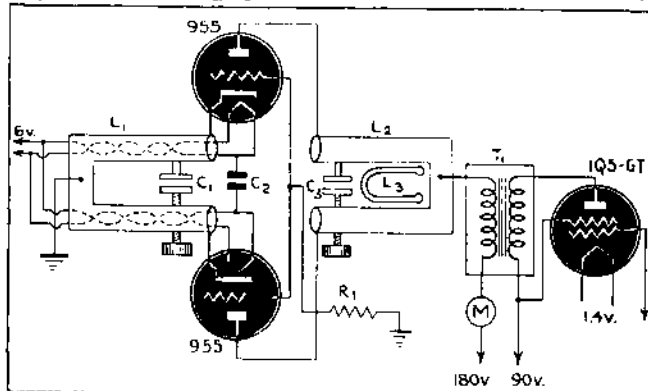 955
L₁
6v.
C₁
C₂
C₃
L₂
L₃
T₁
1Q5-GT
955
R₁
M
1.4v.
180v
90v.